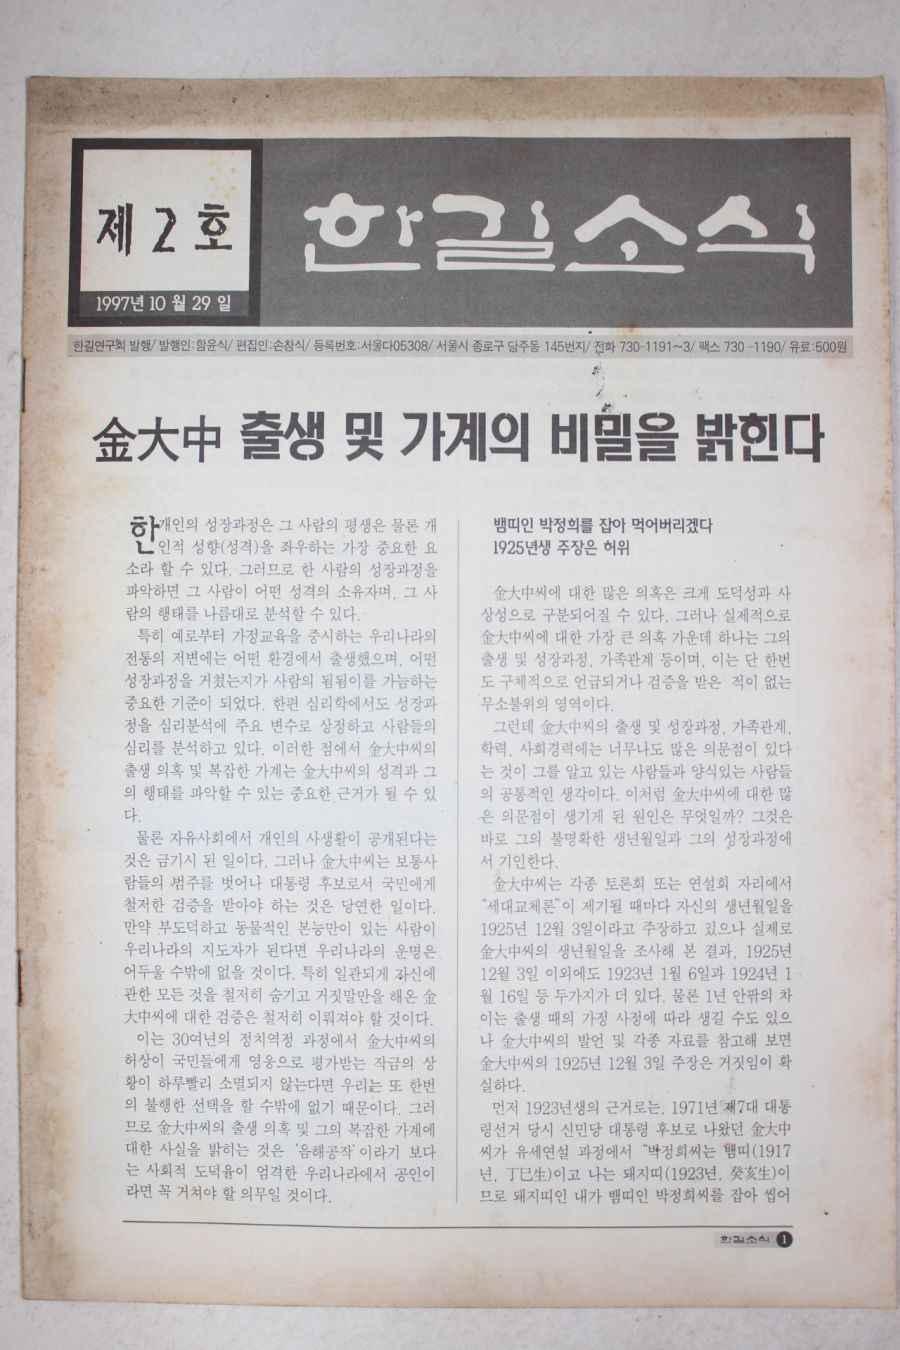 제 2 호
1997년 10 월 29 일
한길소식
한길연구회 발행/ 발행인:함윤식/ 편집인:손창식/ 등록번호:서울다05308/ 서울시 종로구 당주동 145번지/ 전화 730-1191~3/ 팩스 730-1190/ 유료:500원
金大中 출생 및 가계의 비밀을 밝힌다
한개인의 성장과정은 그 사람의 평생은 물론 개
인적 성향(성격)을 좌우하는 가장 중요한 요
소라 할 수 있다. 그러므로 한 사람의 성장과정을
파악하면 그 사람이 어떤 성격의 소유자며, 그 사
람의 행태를 나름대로 분석할 수 있다.
특히 예로부터 가정교육을 중시하는 우리나라의
전통의 저변에는 어떤 환경에서 출생했으며, 어떤
성장과정을 거쳤는지가 사람의 됨됨이를 가늠하는
중요한 기준이 되었다. 한편 심리학에서도 성장과
정을 심리분석에 주요 변수로 상정하고 사람들의
심리를 분석하고 있다. 이러한 점에서 金大中씨의
출생 의혹 및 복잡한 가계는 金大中씨의 성격과 그
의 행태를 파악할 수 있는 중요한 근거가 될 수 있
다.
물론 자유사회에서 개인의 사생활이 공개된다는
것은 금기시 된 일이다. 그러나 金大中씨는 보통사
람들의 범주를 벗어나 대통령 후보로서 국민에게
철저한 검증을 받아야 하는 것은 당연한 일이다.
만약 부도덕하고 동물적인 본능만이 있는 사람이
우리나라의 지도자가 된다면 우리나라의 운명은
어두울 수밖에 없을 것이다. 특히 일관되게 자신에
관한 모든 것을 철저히 숨기고 거짓말만을 해온 金
大中씨에 대한 검증은 철저히 이뤄져야 할 것이다.
이는 30여년의 정치역정 과정에서 金大中씨의
허상이 국민들에게 영웅으로 평가받는 작금의 상
황이 하루빨리 소멸되지 않는다면 우리는 또 한번
의 불행한 선택을 할 수밖에 없기 때문이다. 그러
므로 金大中씨의 출생 의혹 및 그의 복잡한 가계에
대한 사실을 밝히는 것은 '음해공작'이라기 보다
는 사회적 도덕율이 엄격한 우리나라에서 공인이
라면 꼭 거쳐야 할 의무일 것이다.
뱀띠인 박정희를 잡아 먹어버리겠다
1925년생 주장은 허위
金大中씨에 대한 많은 의혹은 크게 도덕성과 사
상성으로 구분되어질 수 있다. 그러나 실제적으로
金大中씨에 대한 가장 큰 의혹 가운데 하나는 그의
출생 및 성장과정, 가족관계 등이며, 이는 단 한번
도 구체적으로 언급되거나 검증을 받은 적이 없는
무소불위의 영역이다.
그런데 金大中씨의 출생 및 성장과정, 가족관계,
학력, 사회경력에는 너무나도 많은 의문점이 있다
는 것이 그를 알고 있는 사람들과 양식있는 사람들
의 공통적인 생각이다. 이처럼 金大中씨에 대한 많
은 의문점이 생기게 된 원인은 무엇일까? 그것은
바로 그의 불명확한 생년월일과 그의 성장과정에
서 기인한다.
金大中씨는 각종 토론회 또는 연설회 자리에서
“세대교체론”이 제기될 때마다 자신의 생년월일을
1925년 12월 3일이라고 주장하고 있으나 실제로
金大中씨의 생년월일을 조사해 본 결과, 1925년
12월 3일 이외에도 1923년 1월 6일과 1924년 1
월 16일 등 두가지가 더 있다. 물론 1년 안팎의 차
이는 출생 때의 가정 사정에 따라 생길 수도 있으
나 金大中씨의 발언 및 각종 자료를 참고해 보면
金大中씨의 1925년 12월 3일 주장은 거짓임이 확
실하다.
먼저 1923년생의 근거로는, 1971년 제7대 대통
령선거 당시 신민당 대통령 후보로 나왔던 金大中
씨가 유세연설 과정에서 “박정희씨는 뱀띠(1917
년, 丁巳生)이고 나는 돼지띠(1923년, 癸亥生)이
므로 돼지띠인 내가 뱀띠인 박정희씨를 잡아 씹어
한길소식 1